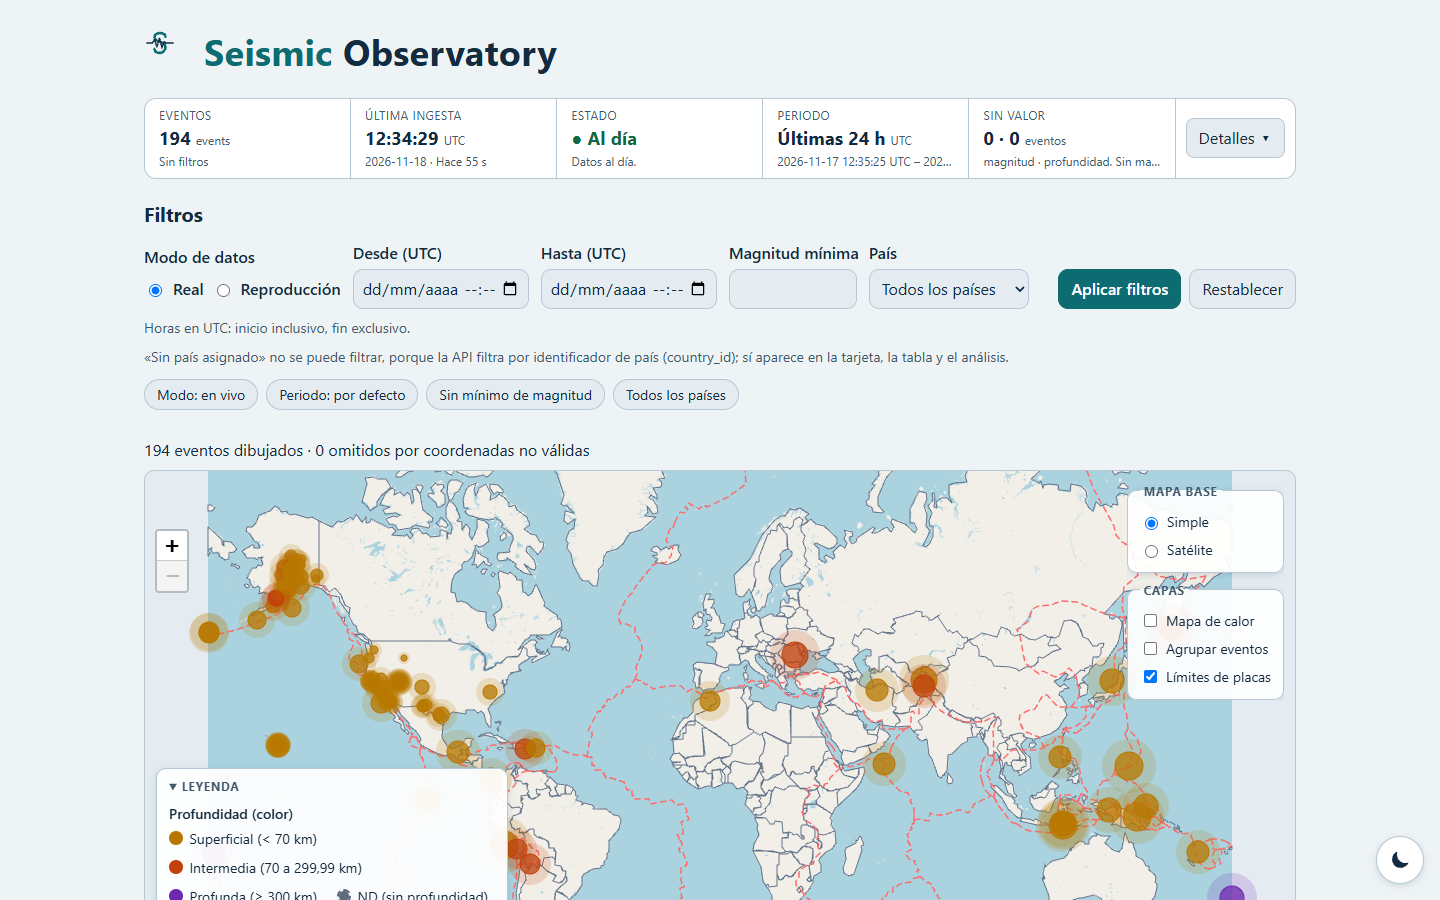 Seismic Observatory
EVENTOS
194 events
Sin filtros
ÚLTIMA INGESTA
12:34:29 UTC
2026-11-18 · Hace 55 s
ESTADO
● Al día
Datos al día.
PERIODO
Últimas 24 h UTC
2026-11-17 12:35:25 UTC – 202...
SIN VALOR
0 · 0 eventos
magnitud · profundidad. Sin ma...
Detalles ▼
Filtros
Modo de datos
Real Reproducción
Desde (UTC)
dd/mm/aaaa --:--
Hasta (UTC)
dd/mm/aaaa --:--
Magnitud mínima
País
Todos los países
Aplicar filtros
Restablecer
Horas en UTC: inicio inclusivo, fin exclusivo.
«Sin país asignado» no se puede filtrar, porque la API filtra por identificador de país (country_id); sí aparece en la tarjeta, la tabla y el análisis.
Modo: en vivo
Periodo: por defecto
Sin mínimo de magnitud
Todos los países
194 eventos dibujados · 0 omitidos por coordenadas no válidas
+
−
MAPA BASE
Simple
Satélite
CAPAS
Mapa de calor
Agrupar eventos
Límites de placas
▼ LEYENDA
Profundidad (color)
Superficial (< 70 km)
Intermedia (70 a 299,99 km)
Profunda (≥ 300 km) ND (sin profundidad)